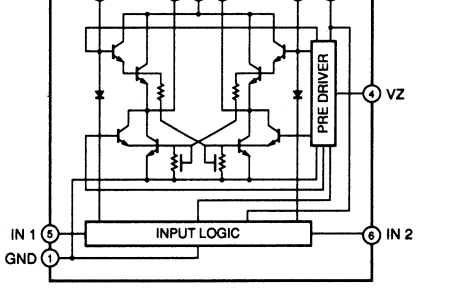 PRE DRIVER
4 VZ
IN 1 5
INPUT LOGIC
6 IN 2
GND 1